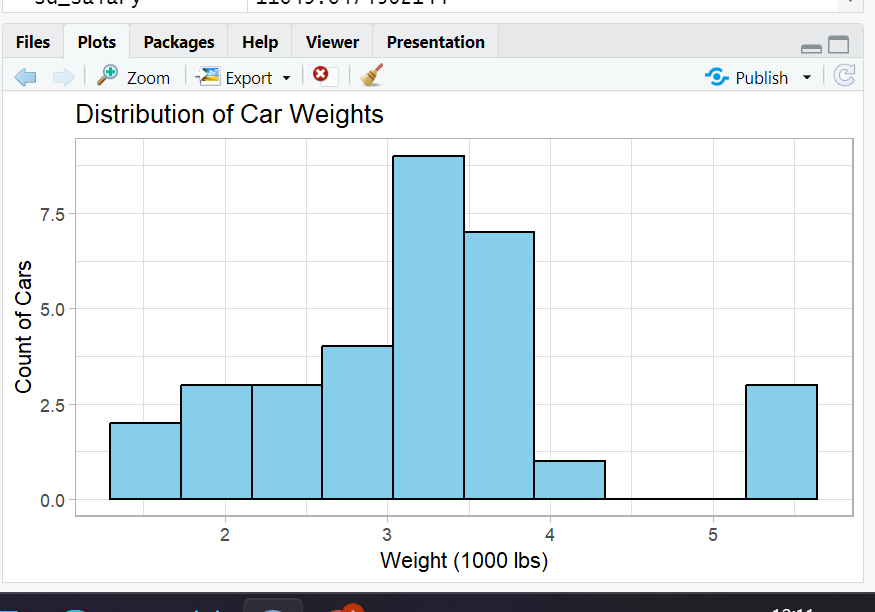 Files Plots Packages Help Viewer Presentation
Zoom Export Publish
Distribution of Car Weights
7.5
5.0
2.5
0.0
Count of Cars
2 3 4 5
Weight (1000 lbs)